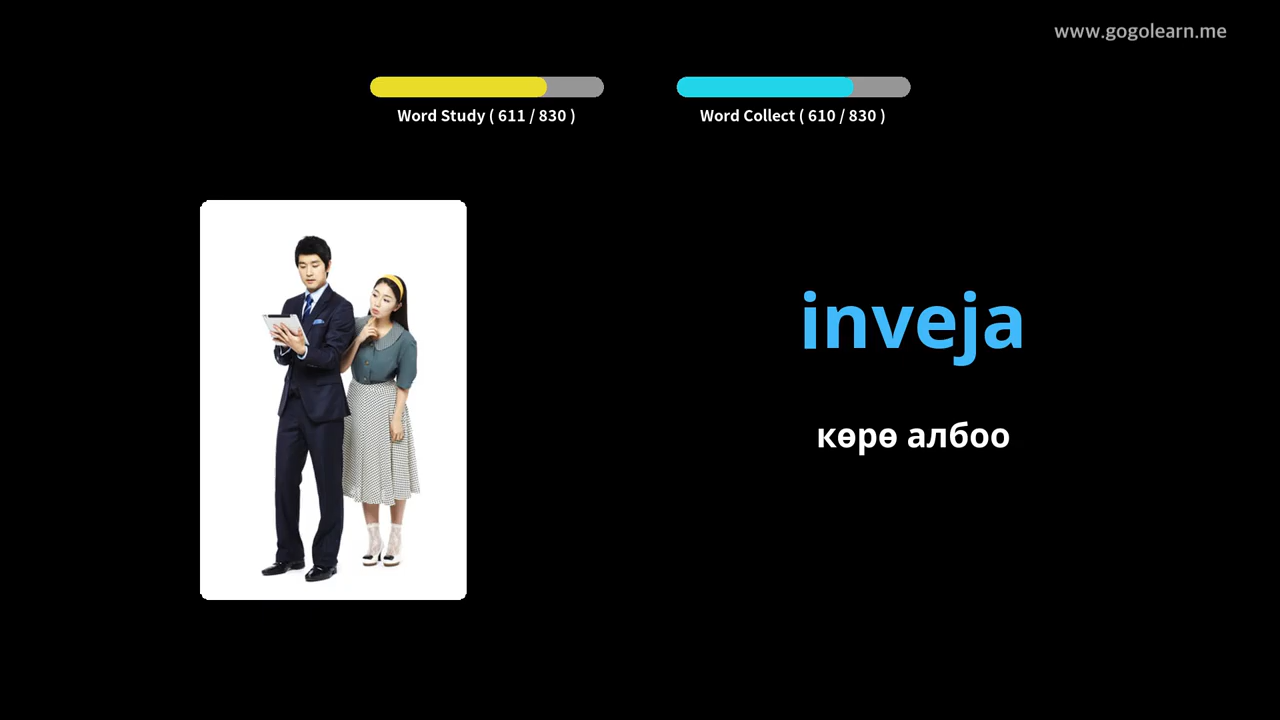 www.gogolearn.me
Word Study ( 611 / 830 )
Word Collect ( 610 / 830 )
inveja
көрө албоо